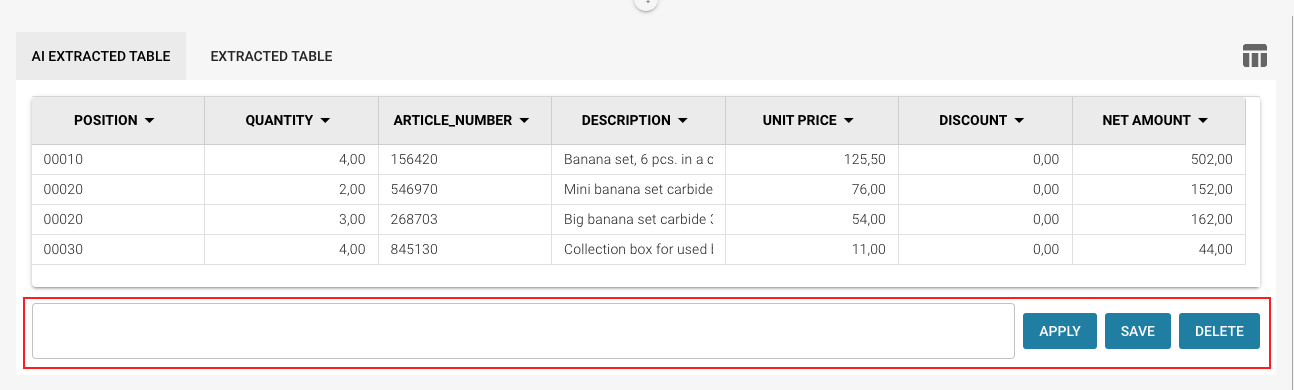 AI EXTRACTED TABLE EXTRACTED TABLE
POSITION QUANTITY ARTICLE_NUMBER DESCRIPTION UNIT PRICE DISCOUNT NET AMOUNT
00010 4,00 156420 Banana set, 6 pcs. in a c 125,50 0,00 502,00
00020 2,00 546970 Mini banana set carbide 76,00 0,00 152,00
00020 3,00 268703 Big banana set carbide 54,00 0,00 162,00
00030 4,00 845130 Collection box for used 11,00 0,00 44,00
APPLY SAVE DELETE